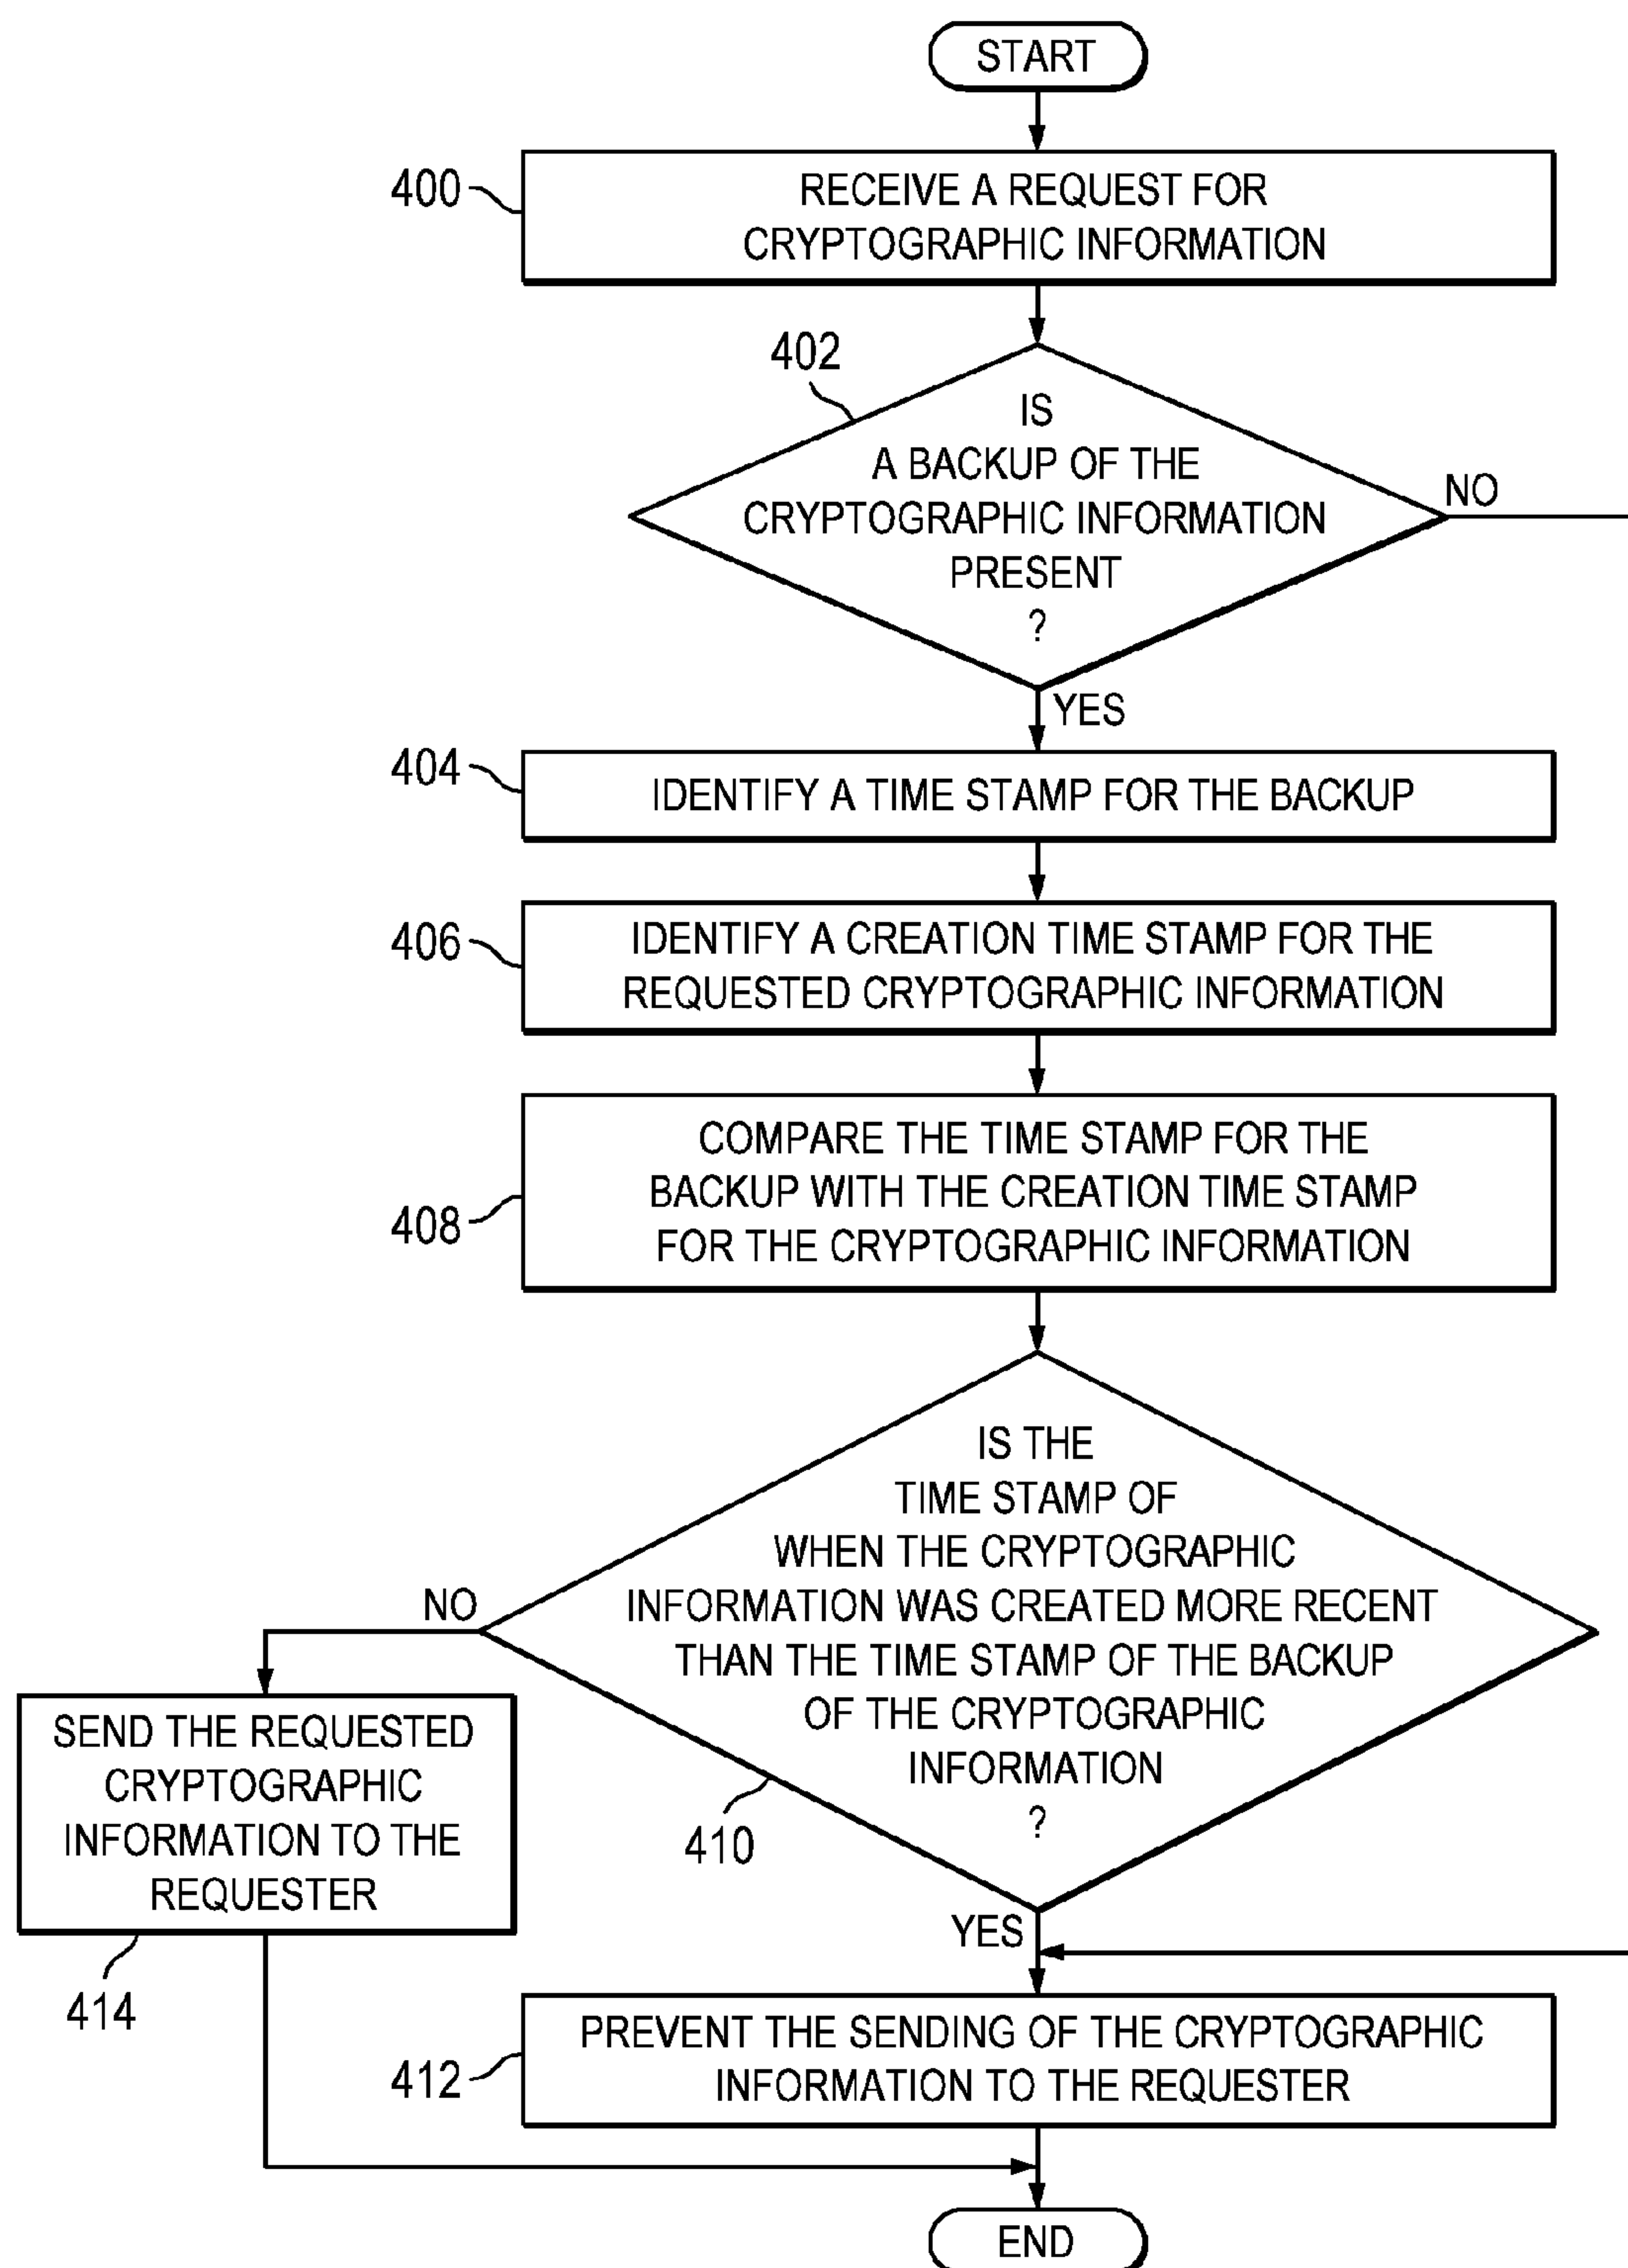 START
400
RECEIVE A REQUEST FOR
CRYPTOGRAPHIC INFORMATION
402
IS
A BACKUP OF THE
CRYPTOGRAPHIC INFORMATION
PRESENT
?
NO
YES
404
IDENTIFY A TIME STAMP FOR THE BACKUP
406
IDENTIFY A CREATION TIME STAMP FOR THE
REQUESTED CRYPTOGRAPHIC INFORMATION
408
COMPARE THE TIME STAMP FOR THE
BACKUP WITH THE CREATION TIME STAMP
FOR THE CRYPTOGRAPHIC INFORMATION
IS THE
TIME STAMP OF
WHEN THE CRYPTOGRAPHIC
INFORMATION WAS CREATED MORE RECENT
THAN THE TIME STAMP OF THE BACKUP
OF THE CRYPTOGRAPHIC
INFORMATION
?
410
NO
SEND THE REQUESTED
CRYPTOGRAPHIC
INFORMATION TO THE
REQUESTER
414
YES
412
PREVENT THE SENDING OF THE CRYPTOGRAPHIC
INFORMATION TO THE REQUESTER
END